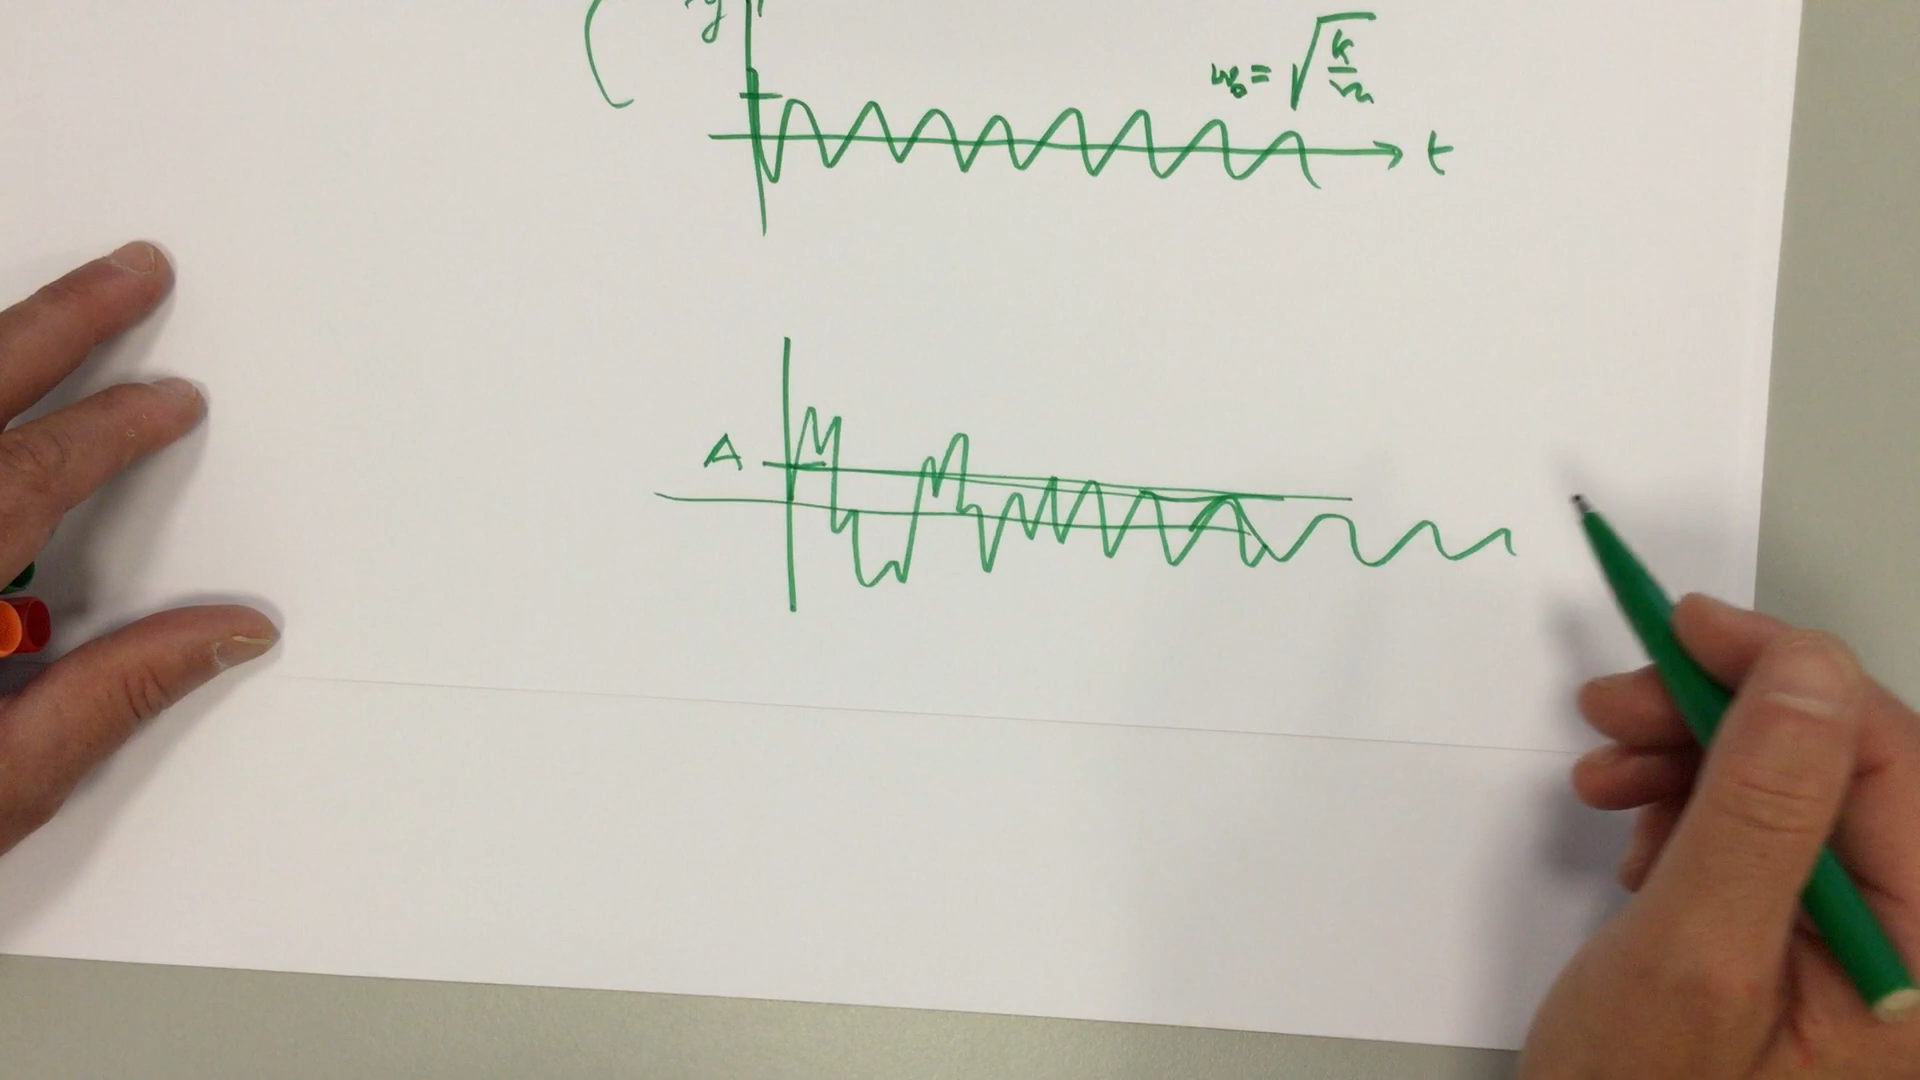 y
ω₀ = √(k/m)
t
A